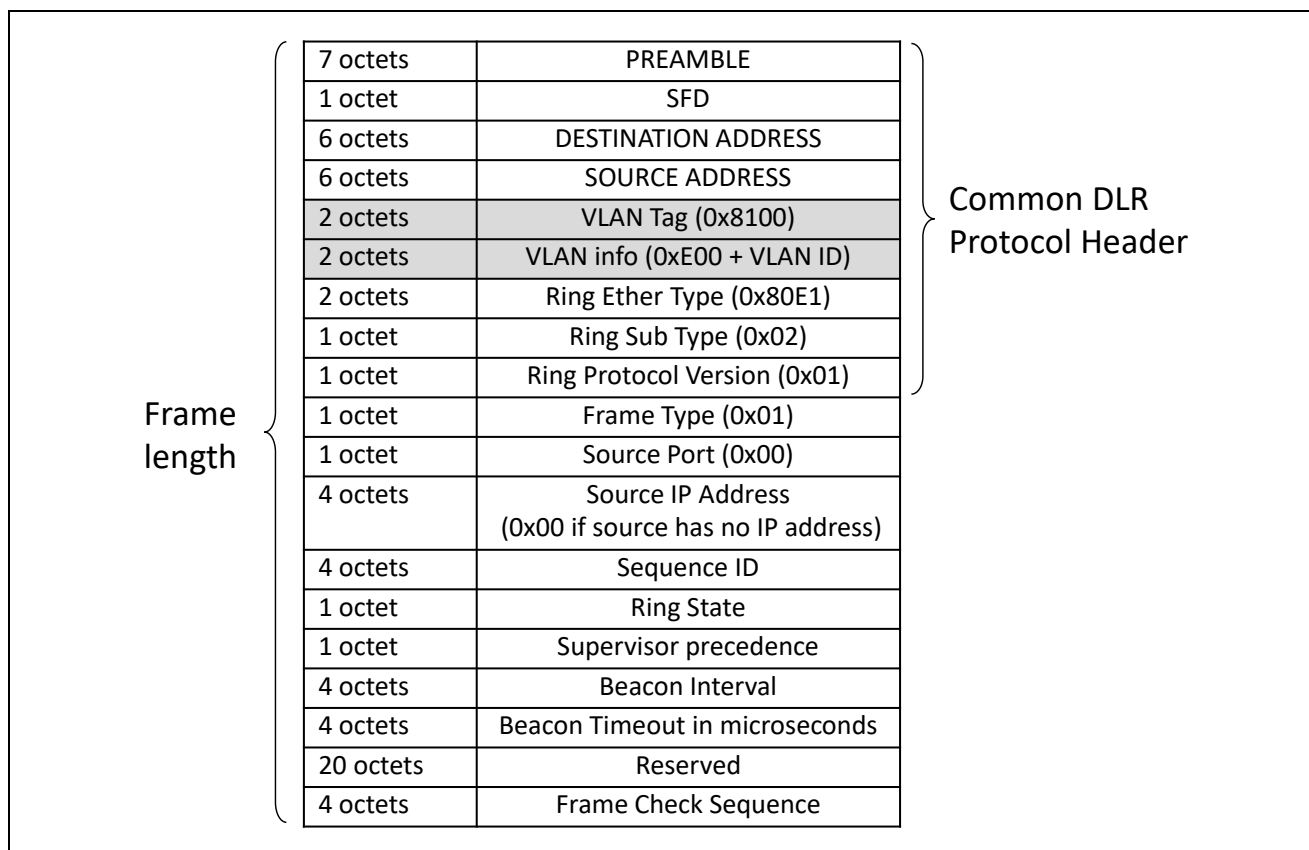 7 octets PREAMBLE
1 octet SFD
6 octets DESTINATION ADDRESS
6 octets SOURCE ADDRESS
2 octets VLAN Tag (0x8100)
2 octets VLAN info (0xE00 + VLAN ID)
2 octets Ring Ether Type (0x80E1)
1 octet Ring Sub Type (0x02)
1 octet Ring Protocol Version (0x01)
1 octet Frame Type (0x01)
1 octet Source Port (0x00)
4 octets Source IP Address
(0x00 if source has no IP address)
4 octets Sequence ID
1 octet Ring State
1 octet Supervisor precedence
4 octets Beacon Interval
4 octets Beacon Timeout in microseconds
20 octets Reserved
4 octets Frame Check Sequence
Frame
length
Common DLR
Protocol Header